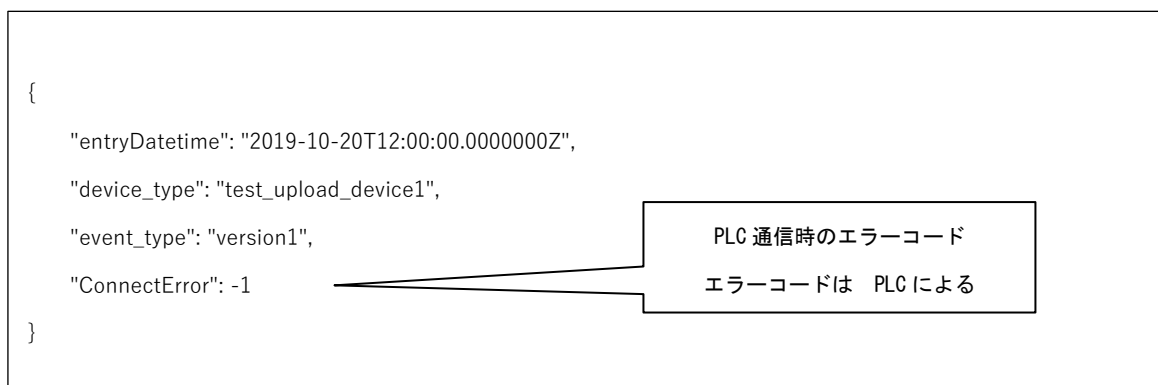 {
"entryDatetime": "2019-10-20T12:00:00.0000000Z",
"device_type": "test_upload_device1",
"event_type": "version1",
"ConnectError": -1
}
PLC 通信時のエラーコード
エラーコードは　PLC による